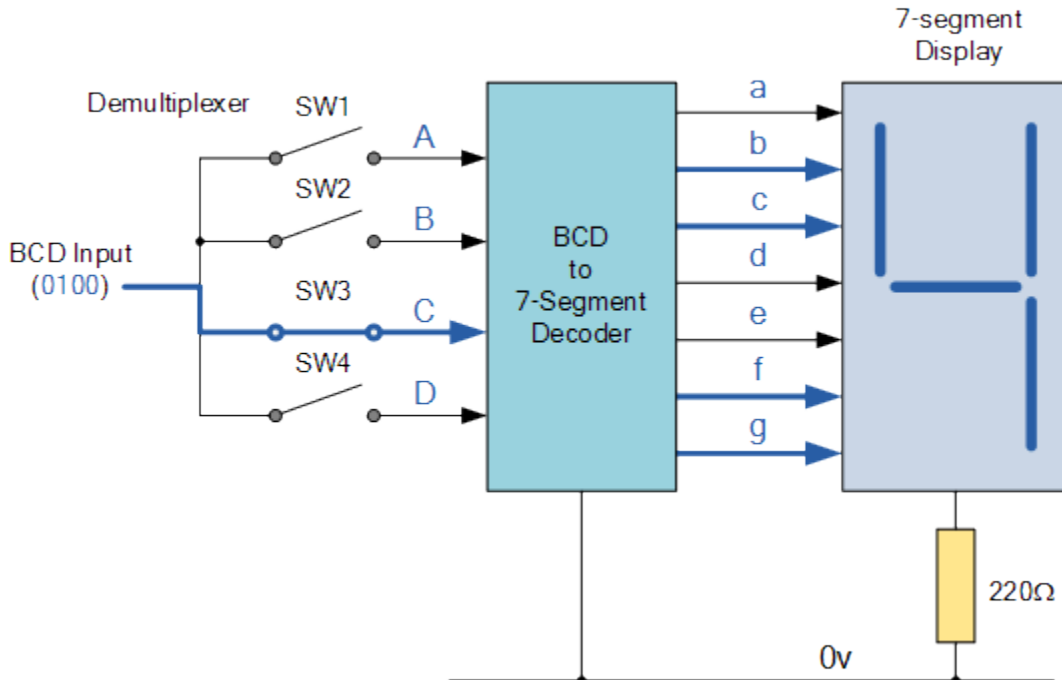 7-segment
Display
Demultiplexer
SW1
A
a
SW2
B
b
BCD Input
(0100)
SW3
C
c
BCD
to
7-Segment
Decoder
d
SW4
D
e
f
g
220Ω
0v